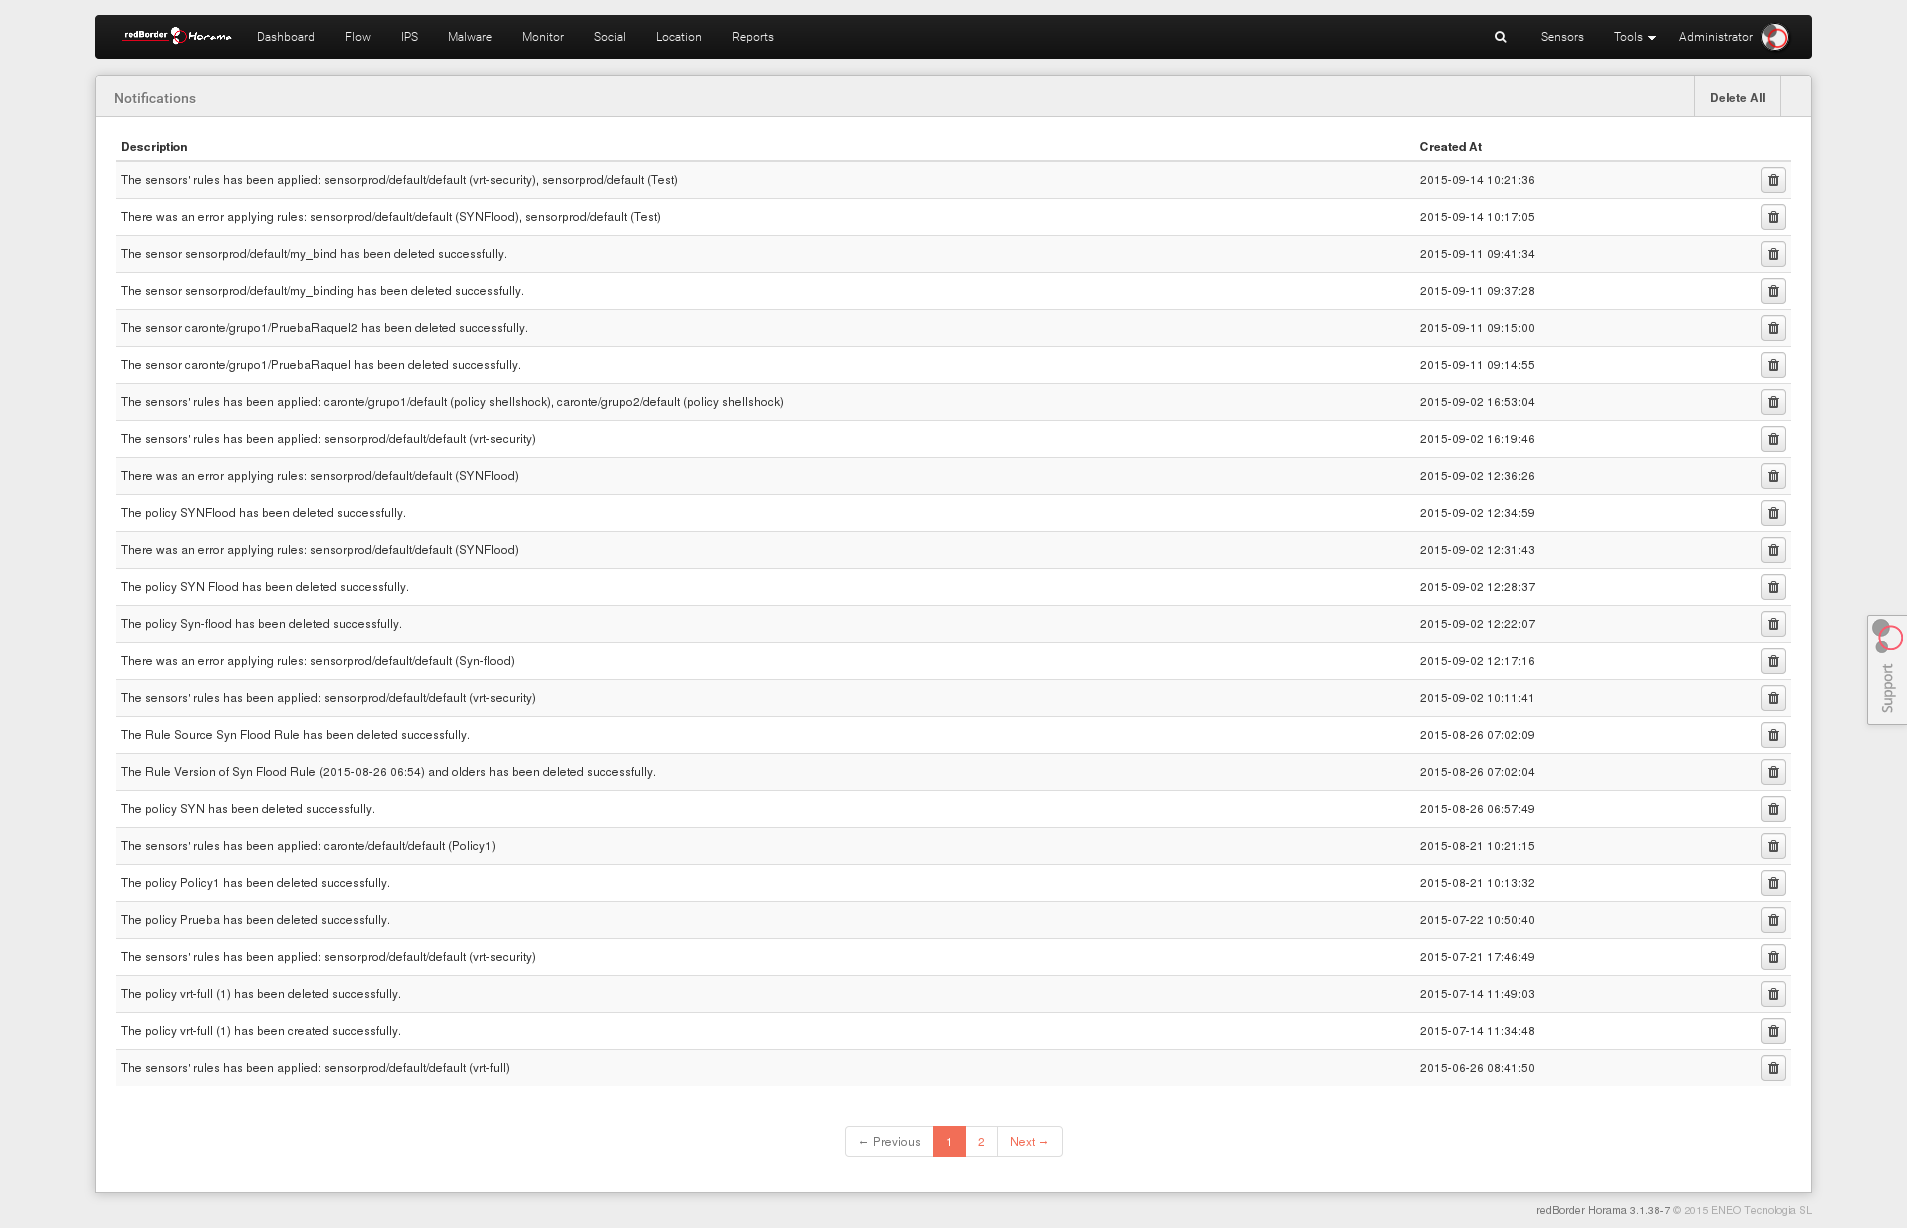 redBorder Horama Dashboard Flow IPS Malware Monitor Social Location Reports Sensors Tools Administrator
Notifications Delete All
Description Created At
The sensors' rules has been applied: sensorprod/default/default (vrt-security), sensorprod/default (Test) 2015-09-14 10:21:36
There was an error applying rules: sensorprod/default/default (SYNFlood), sensorprod/default (Test) 2015-09-14 10:17:05
The sensor sensorprod/default/my_bind has been deleted successfully. 2015-09-11 09:41:34
The sensor sensorprod/default/my_binding has been deleted successfully. 2015-09-11 09:37:28
The sensor caronte/grupo1/PruebaRaquel2 has been deleted successfully. 2015-09-11 09:15:00
The sensor caronte/grupo1/PruebaRaquel has been deleted successfully. 2015-09-11 09:14:55
The sensors' rules has been applied: caronte/grupo1/default (policy shellshock), caronte/grupo2/default (policy shellshock) 2015-09-02 16:53:04
The sensors' rules has been applied: sensorprod/default/default (vrt-security) 2015-09-02 16:19:46
There was an error applying rules: sensorprod/default/default (SYNFlood) 2015-09-02 12:36:26
The policy SYNFlood has been deleted successfully. 2015-09-02 12:34:59
There was an error applying rules: sensorprod/default/default (SYNFlood) 2015-09-02 12:31:43
The policy SYN Flood has been deleted successfully. 2015-09-02 12:28:37
The policy Syn-flood has been deleted successfully. 2015-09-02 12:22:07
There was an error applying rules: sensorprod/default/default (Syn-flood) 2015-09-02 12:17:16
The sensors' rules has been applied: sensorprod/default/default (vrt-security) 2015-09-02 10:11:41
The Rule Source Syn Flood Rule has been deleted successfully. 2015-08-26 07:02:09
The Rule Version of Syn Flood Rule (2015-08-26 06:54) and olders has been deleted successfully. 2015-08-26 07:02:04
The policy SYN has been deleted successfully. 2015-08-26 06:57:49
The sensors' rules has been applied: caronte/default/default (Policy1) 2015-08-21 10:21:15
The policy Policy1 has been deleted successfully. 2015-08-21 10:13:32
The policy Prueba has been deleted successfully. 2015-07-22 10:50:40
The sensors' rules has been applied: sensorprod/default/default (vrt-security) 2015-07-21 17:46:49
The policy vrt-full (1) has been deleted successfully. 2015-07-14 11:49:03
The policy vrt-full (1) has been created successfully. 2015-07-14 11:34:48
The sensors' rules has been applied: sensorprod/default/default (vrt-full) 2015-06-26 08:41:50
← Previous 1 2 Next →
Support
redBorder Horama 3.1.38-7 © 2015 ENEO Tecnologia SL